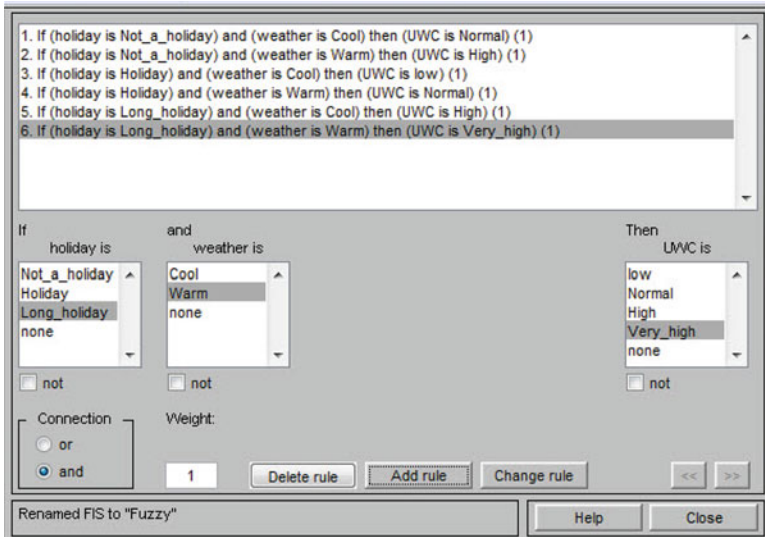 1. If (holiday is Not_a_holiday) and (weather is Cool) then (UWC is Normal) (1)
2. If (holiday is Not_a_holiday) and (weather is Warm) then (UWC is High) (1)
3. If (holiday is Holiday) and (weather is Cool) then (UWC is low) (1)
4. If (holiday is Holiday) and (weather is Warm) then (UWC is Normal) (1)
5. If (holiday is Long_holiday) and (weather is Cool) then (UWC is High) (1)
6. If (holiday is Long_holiday) and (weather is Warm) then (UWC is Very_high) (1)
If
holiday is
Not_a_holiday
Holiday
Long_holiday
none
not
and
weather is
Cool
Warm
none
not
Then
UWC is
low
Normal
High
Very_high
none
not
Connection
or
and
Weight:
1
Delete rule
Add rule
Change rule
<<
>>
Renamed FIS to "Fuzzy"
Help
Close